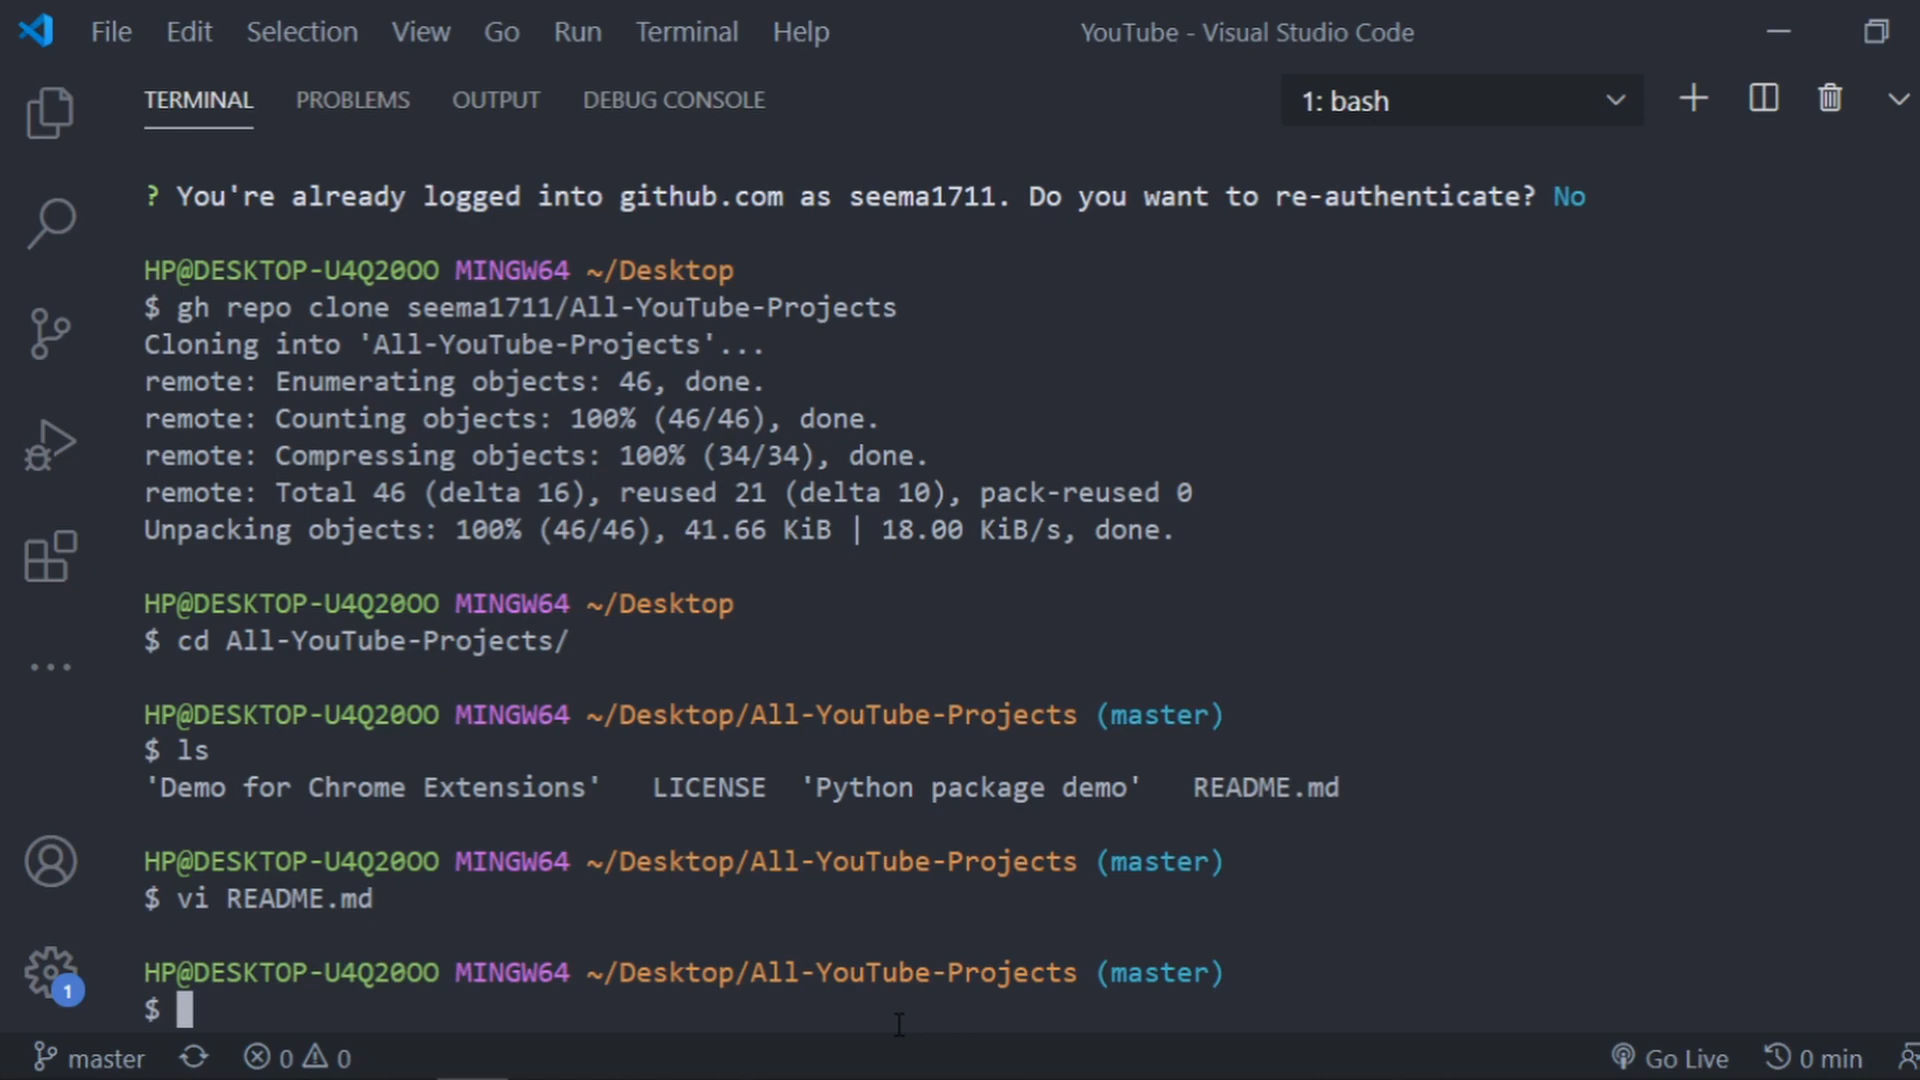 File Edit Selection View Go Run Terminal Help YouTube - Visual Studio Code
TERMINAL PROBLEMS OUTPUT DEBUG CONSOLE 1: bash
? You're already logged into github.com as seema1711. Do you want to re-authenticate? No
HP@DESKTOP-U4Q20OO MINGW64 ~/Desktop
$ gh repo clone seema1711/All-YouTube-Projects
Cloning into 'All-YouTube-Projects'...
remote: Enumerating objects: 46, done.
remote: Counting objects: 100% (46/46), done.
remote: Compressing objects: 100% (34/34), done.
remote: Total 46 (delta 16), reused 21 (delta 10), pack-reused 0
Unpacking objects: 100% (46/46), 41.66 KiB | 18.00 KiB/s, done.
HP@DESKTOP-U4Q20OO MINGW64 ~/Desktop
$ cd All-YouTube-Projects/
HP@DESKTOP-U4Q20OO MINGW64 ~/Desktop/All-YouTube-Projects (master)
$ ls
'Demo for Chrome Extensions' LICENSE 'Python package demo' README.md
HP@DESKTOP-U4Q20OO MINGW64 ~/Desktop/All-YouTube-Projects (master)
$ vi README.md
HP@DESKTOP-U4Q20OO MINGW64 ~/Desktop/All-YouTube-Projects (master)
$
1
master 0 0 Go Live 0 min